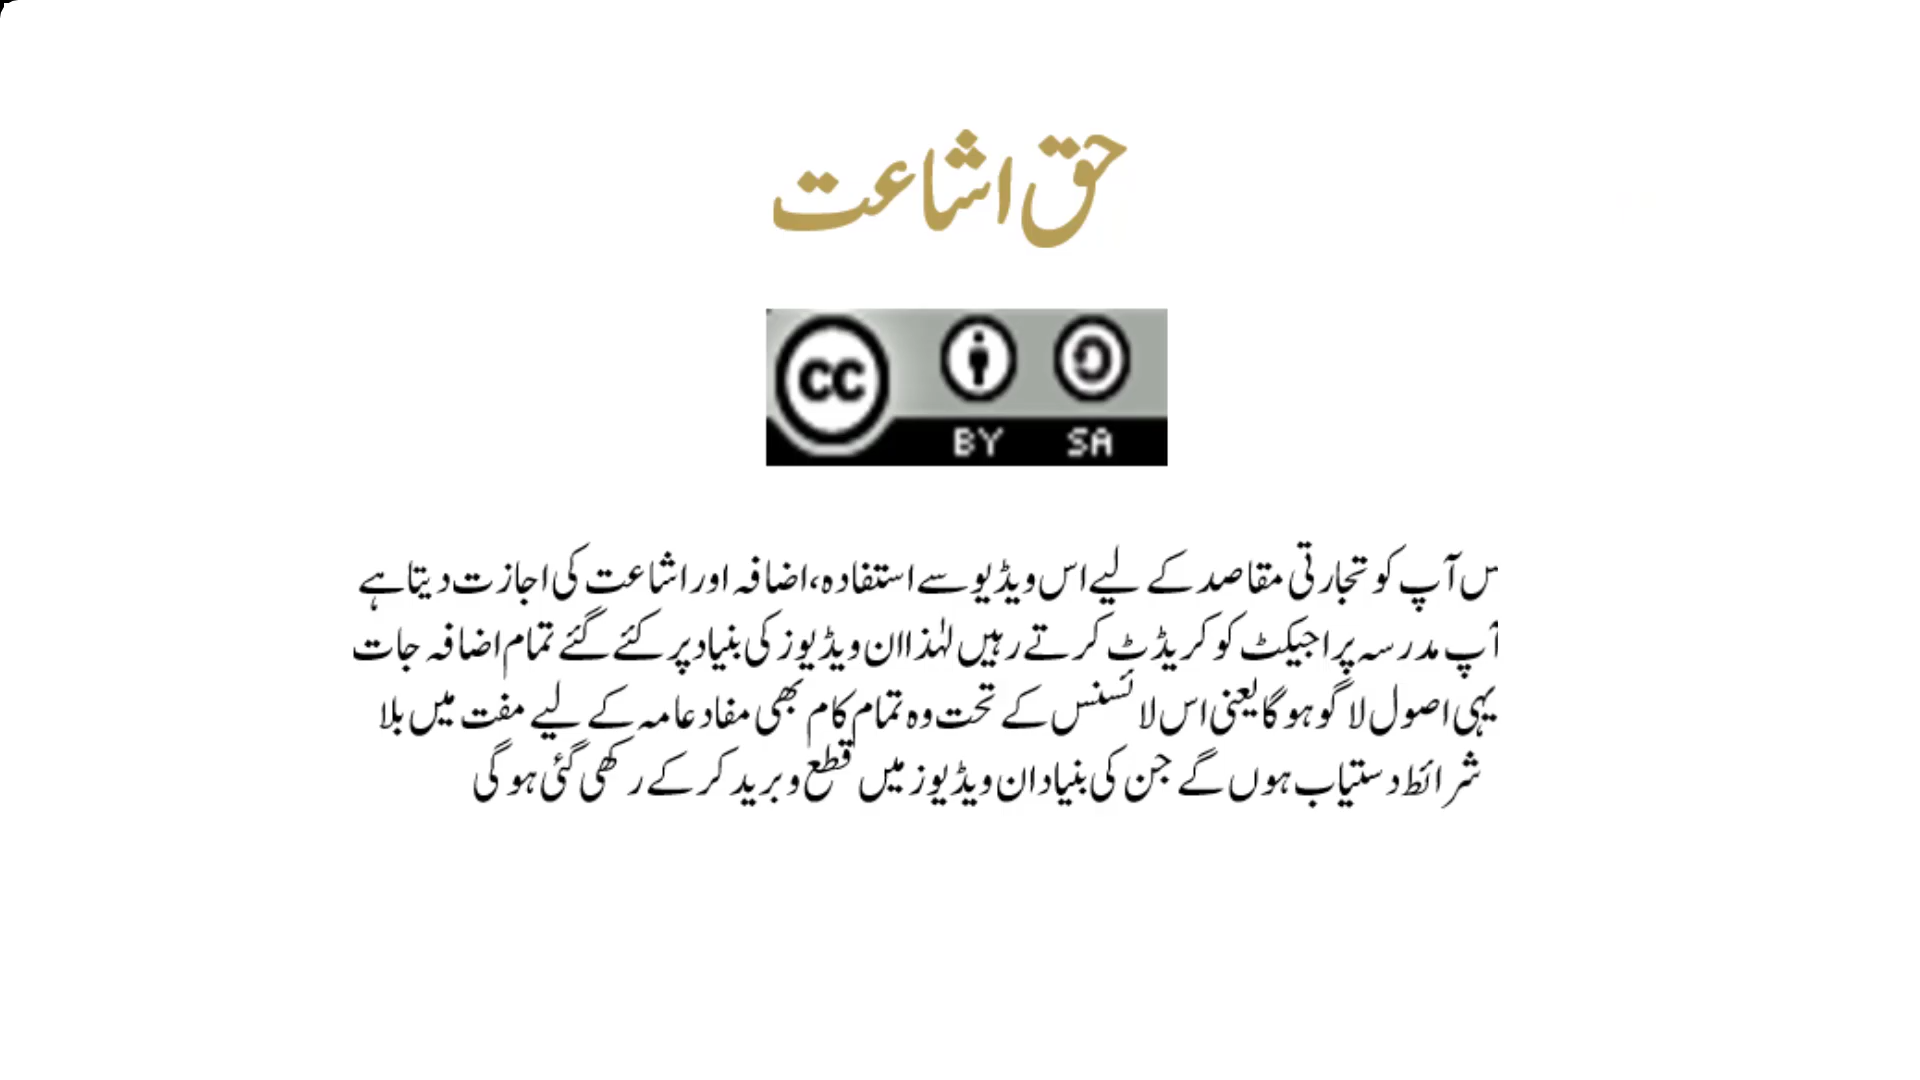 حق اشاعت
cc
BY SA
س آپ کو تجارتی مقاصد کے لیے اس ویڈیو سے استفادہ، اضافہ اور اشاعت کی اجازت دیتا ہے
آپ مدرسہ پراجیکٹ کو کریڈٹ کرتے رہیں لہٰذا ان ویڈیوز کی بنیاد پر کئے گئے تمام اضافہ جات
یہی اصول لاگو ہوگا یعنی اس لائسنس کے تحت وہ تمام کام بھی مفاد عامہ کے لیے مفت میں بلا
شرائط دستیاب ہوں گے جن کی بنیاد ان ویڈیوز میں قطع و برید کر کے رکھی گئی ہوگی